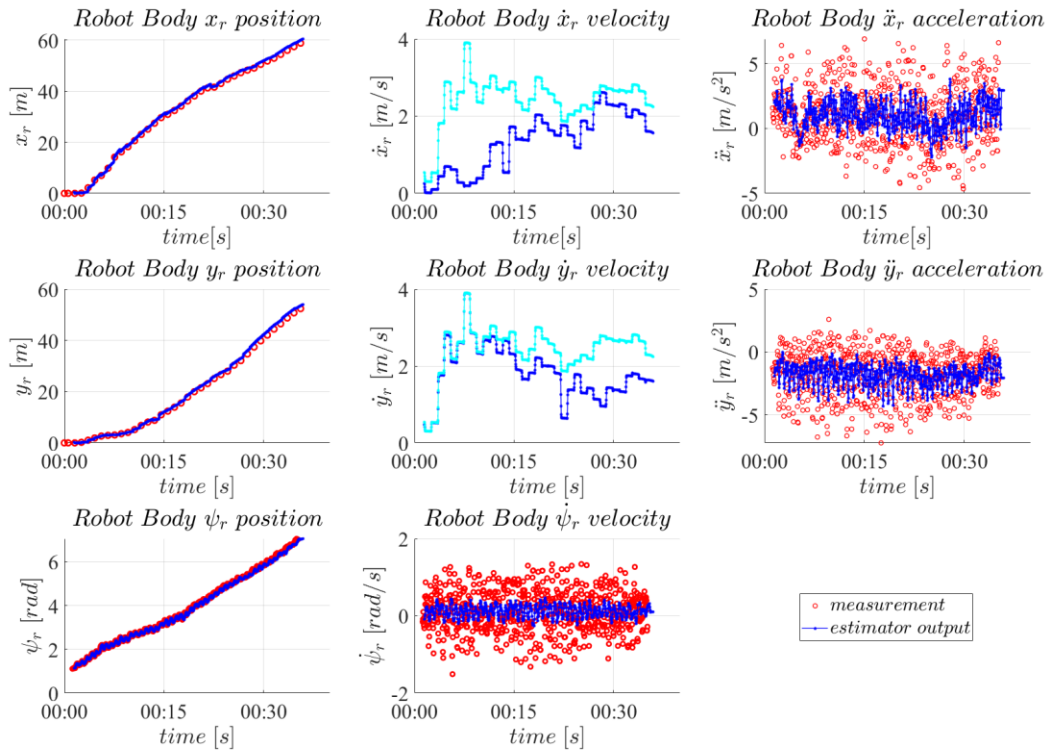 Robot Body x_r position
60
40
20
0
x_r [m]
00:00 00:15 00:30
time[s]
Robot Body ẋ_r velocity
4
2
0
ẋ_r [m/s]
00:00 00:15 00:30
time[s]
Robot Body ẍ_r acceleration
5
0
-5
ẍ_r [m/s²]
00:00 00:15 00:30
time[s]
Robot Body y_r position
60
40
20
0
y_r [m]
00:00 00:15 00:30
time [s]
Robot Body ẏ_r velocity
4
2
0
ẏ_r [m/s]
00:00 00:15 00:30
time [s]
Robot Body ÿ_r acceleration
5
0
-5
ÿ_r [m/s²]
00:00 00:15 00:30
time [s]
Robot Body ψ_r position
6
4
2
0
ψ_r [rad]
00:00 00:15 00:30
time [s]
Robot Body ψ̇_r velocity
2
0
-2
ψ̇_r [rad/s]
00:00 00:15 00:30
time [s]
measurement
estimator output